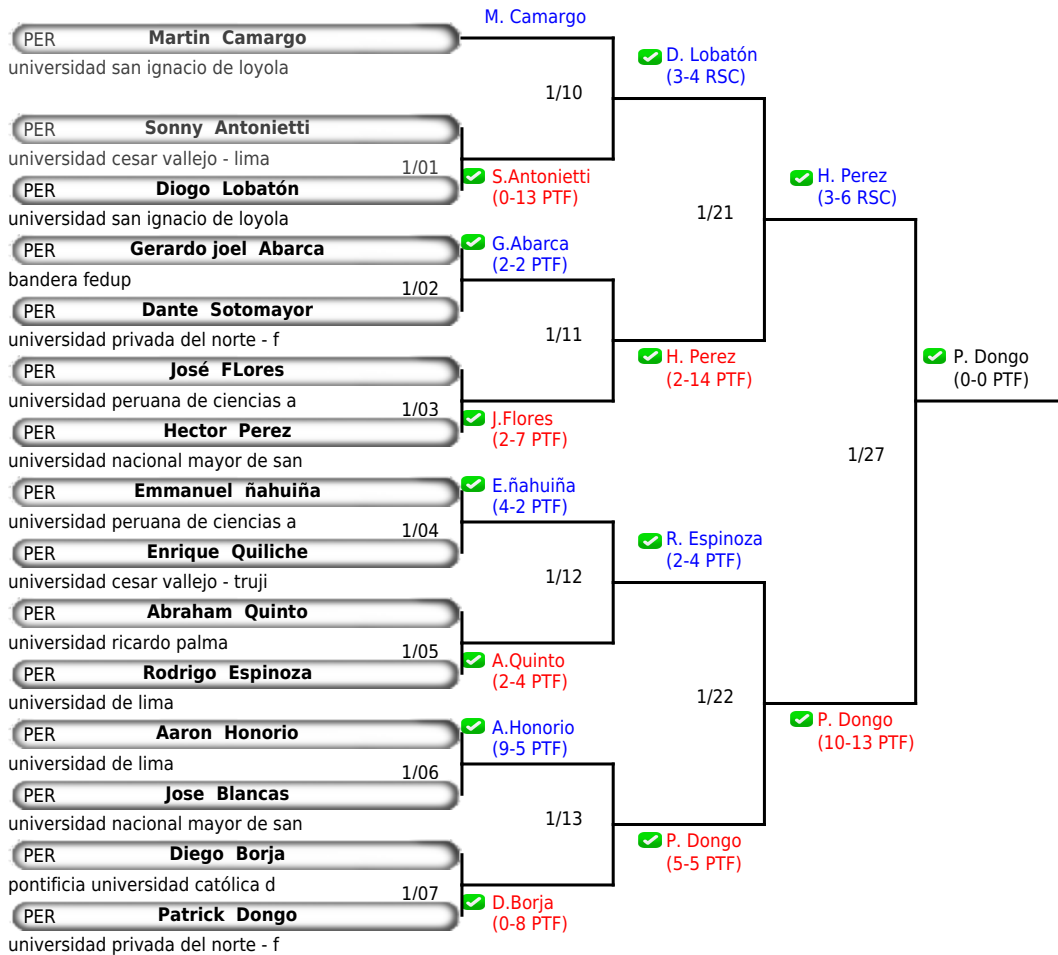 M. Camargo
PER Martin Camargo
universidad san ignacio de loyola
D. Lobatón
(3-4 RSC)
1/10
PER Sonny Antonietti
universidad cesar vallejo - lima
1/01
S.Antonietti
(0-13 PTF)
PER Diogo Lobatón
universidad san ignacio de loyola
H. Perez
(3-6 RSC)
1/21
PER Gerardo joel Abarca
bandera fedup
G.Abarca
(2-2 PTF)
1/02
PER Dante Sotomayor
universidad privada del norte - f
1/11
H. Perez
(2-14 PTF)
P. Dongo
(0-0 PTF)
PER José FLores
universidad peruana de ciencias a
1/03
J.Flores
(2-7 PTF)
PER Hector Perez
universidad nacional mayor de san
1/27
PER Emmanuel ñahuiña
universidad peruana de ciencias a
E.ñahuiña
(4-2 PTF)
1/04
PER Enrique Quiliche
universidad cesar vallejo - truji
R. Espinoza
(2-4 PTF)
1/12
PER Abraham Quinto
universidad ricardo palma
1/05
A.Quinto
(2-4 PTF)
PER Rodrigo Espinoza
universidad de lima
1/22
P. Dongo
(10-13 PTF)
PER Aaron Honorio
universidad de lima
A.Honorio
(9-5 PTF)
1/06
PER Jose Blancas
universidad nacional mayor de san
1/13
P. Dongo
(5-5 PTF)
PER Diego Borja
pontificia universidad católica d
1/07
D.Borja
(0-8 PTF)
PER Patrick Dongo
universidad privada del norte - f